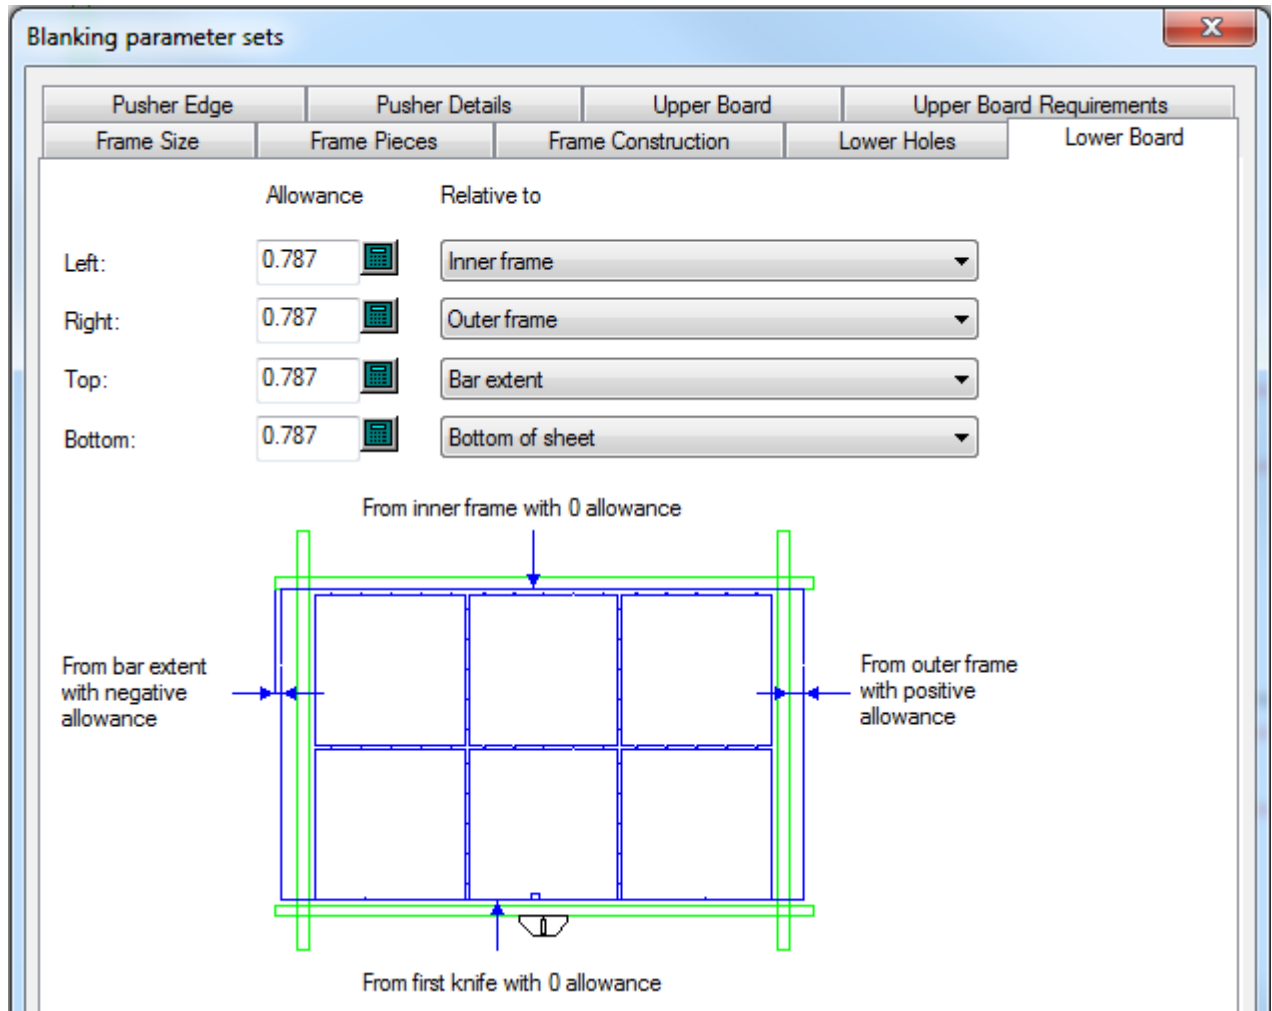 Blanking parameter sets
X
Pusher Edge Pusher Details Upper Board Upper Board Requirements
Frame Size Frame Pieces Frame Construction Lower Holes Lower Board
Allowance Relative to
Left: 0.787 Inner frame
Right: 0.787 Outer frame
Top: 0.787 Bar extent
Bottom: 0.787 Bottom of sheet
From inner frame with 0 allowance
From bar extent
with negative
allowance
From outer frame
with positive
allowance
From first knife with 0 allowance